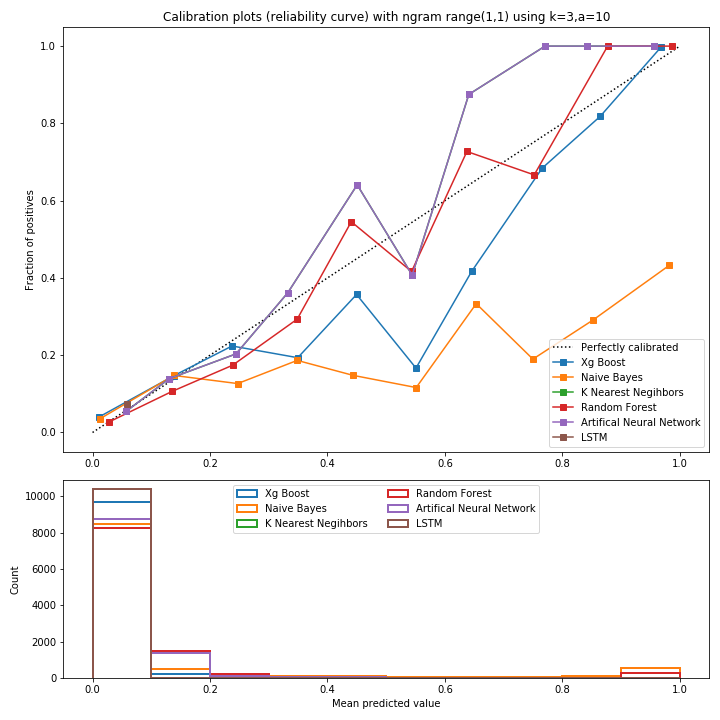 Calibration plots (reliability curve) with ngram range(1,1) using k=3,a=10
1.0
0.8
0.6
0.4
0.2
0.0
Fraction of positives
Perfectly calibrated
Xg Boost
Naive Bayes
K Nearest Negihbors
Random Forest
Artifical Neural Network
LSTM
0.0 0.2 0.4 0.6 0.8 1.0
10000
8000
6000
4000
2000
0
Count
Xg Boost
Naive Bayes
K Nearest Negihbors
Random Forest
Artifical Neural Network
LSTM
0.0 0.2 0.4 0.6 0.8 1.0
Mean predicted value